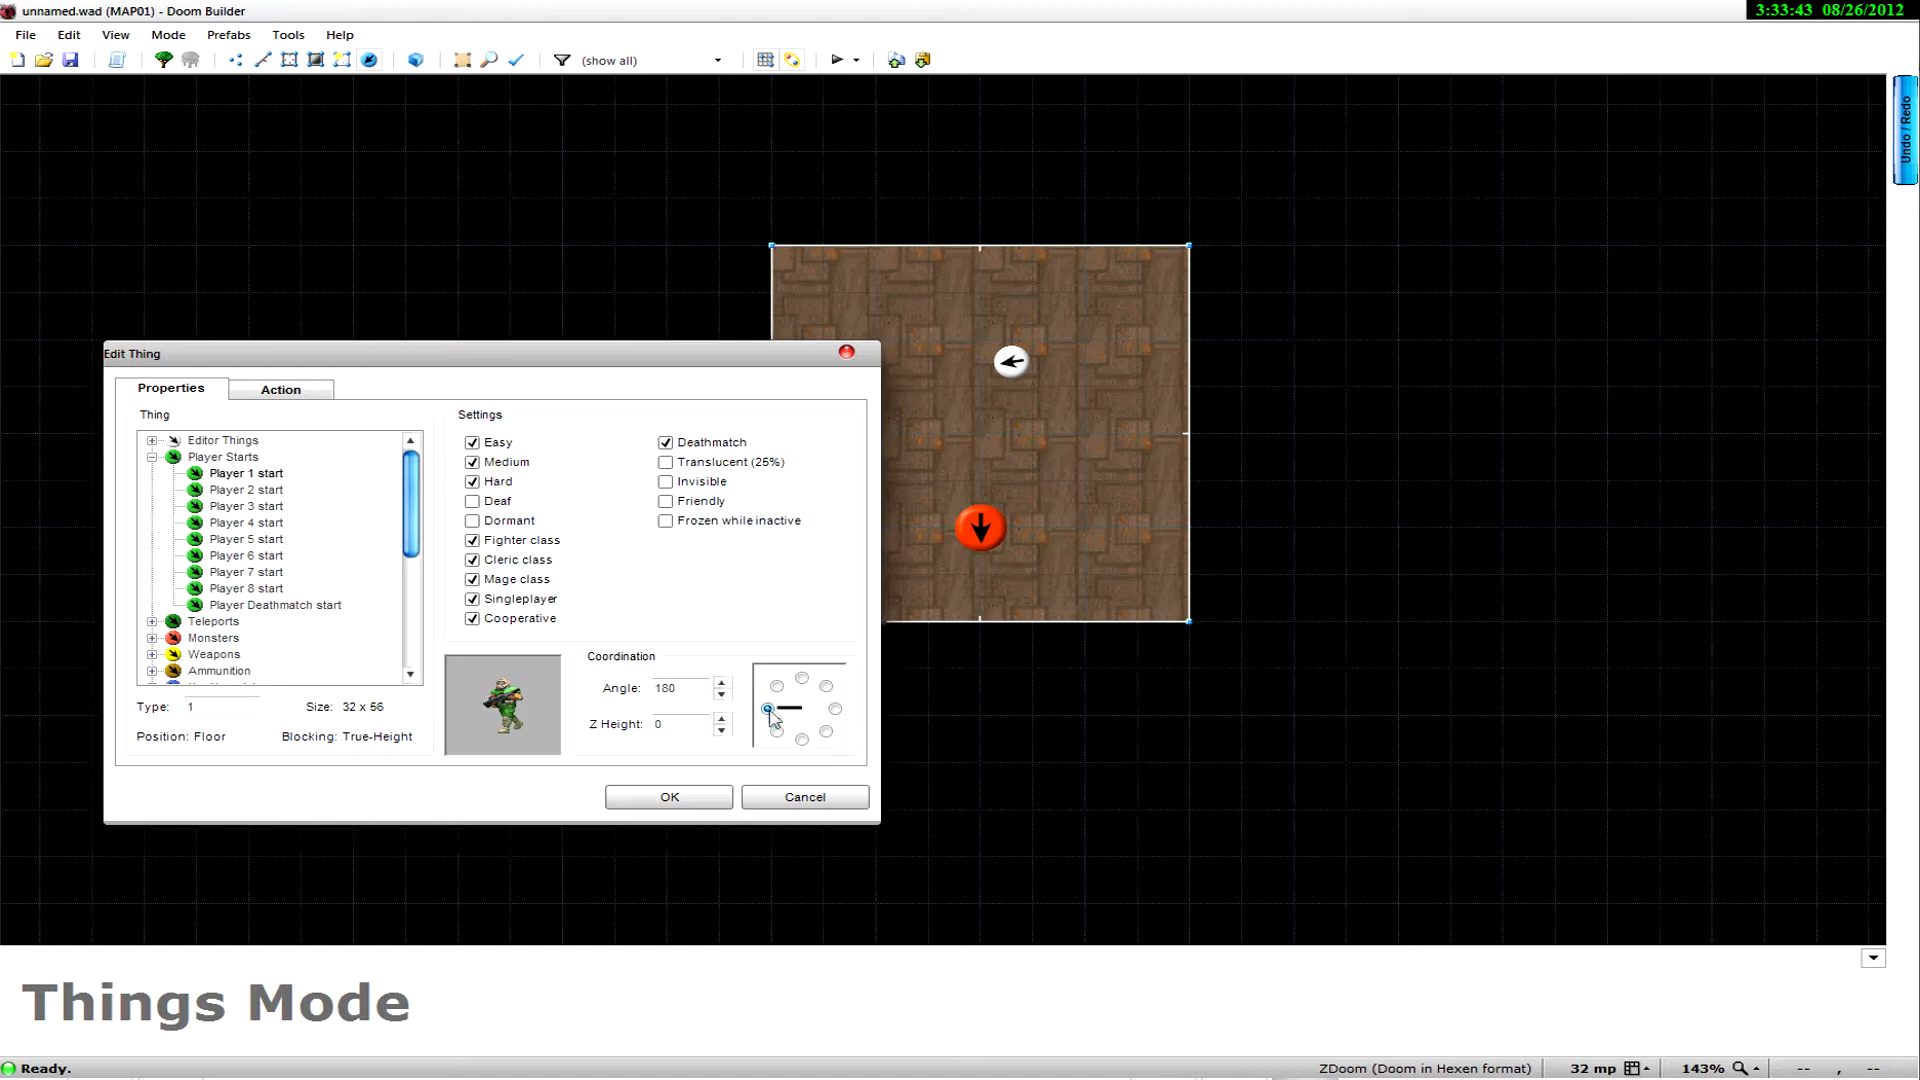 unnamed.wad (MAP01) - Doom Builder
3:33:43 08/26/2012
File Edit View Mode Prefabs Tools Help
(show all)
Undo / Redo
Edit Thing
Properties Action
Thing
Editor Things
Player Starts
Player 1 start
Player 2 start
Player 3 start
Player 4 start
Player 5 start
Player 6 start
Player 7 start
Player 8 start
Player Deathmatch start
Teleports
Monsters
Weapons
Ammunition
Type: 1 Size: 32 x 56
Position: Floor Blocking: True-Height
Settings
Easy
Medium
Hard
Deaf
Dormant
Fighter class
Cleric class
Mage class
Singleplayer
Cooperative
Deathmatch
Translucent (25%)
Invisible
Friendly
Frozen while inactive
Coordination
Angle: 180
Z Height: 0
OK Cancel
Things Mode
Ready.
ZDoom (Doom in Hexen format) 32 mp 143% -- , --